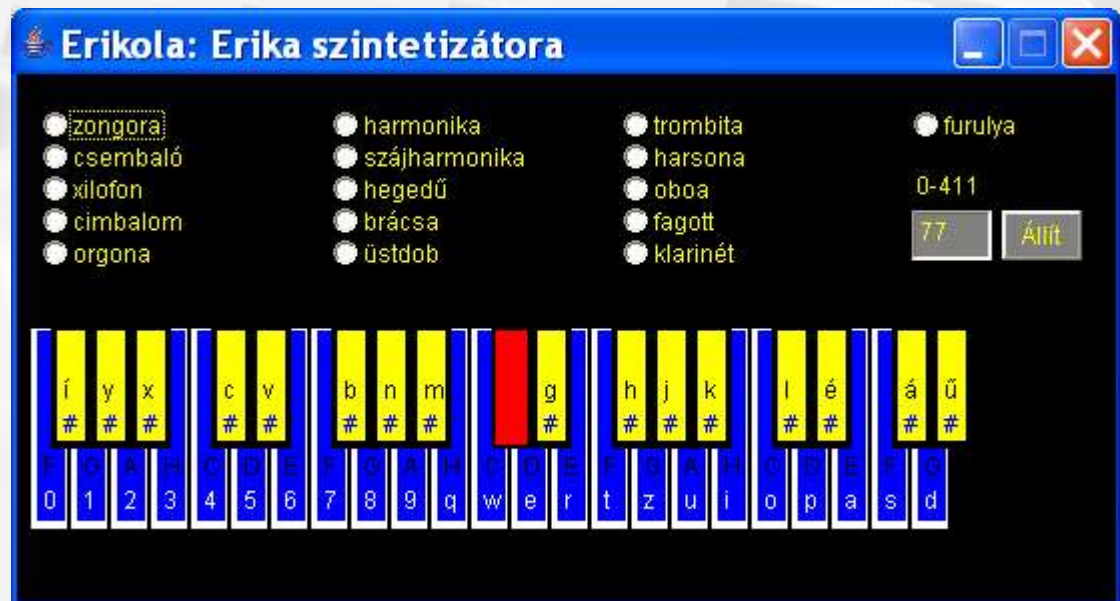 Erikola: Erika szintetizátora
zongora harmonika trombita furulya
csembaló szájharmonika harsona
xilofon hegedű oboa 0-411
cimbalom brácsa fagott 77 Állít
orgona üstdob klarinét
í y x c v b n m g h j k l é á ű
# # # # # # # # # # # # # # # #
F G A H C D E F G A H C D E F G A H C D E F G
0 1 2 3 4 5 6 7 8 9 q w e r t z u i o p a s d